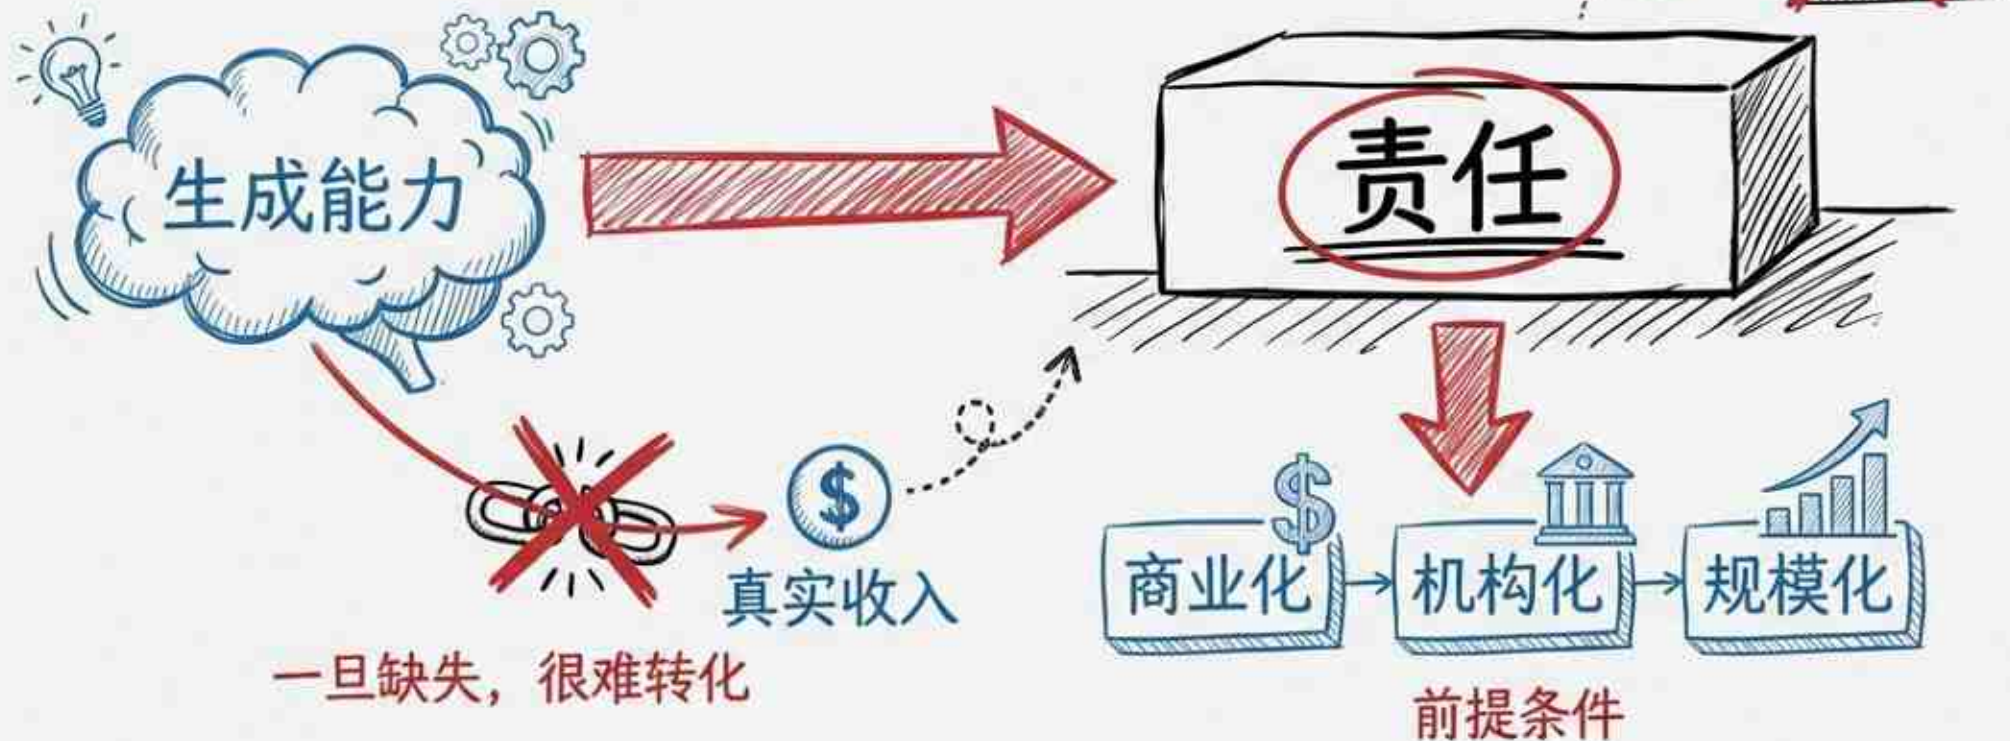 生成能力
责任
$
真实收入
一旦缺失，很难转化
$
商业化
机构化
规模化
前提条件